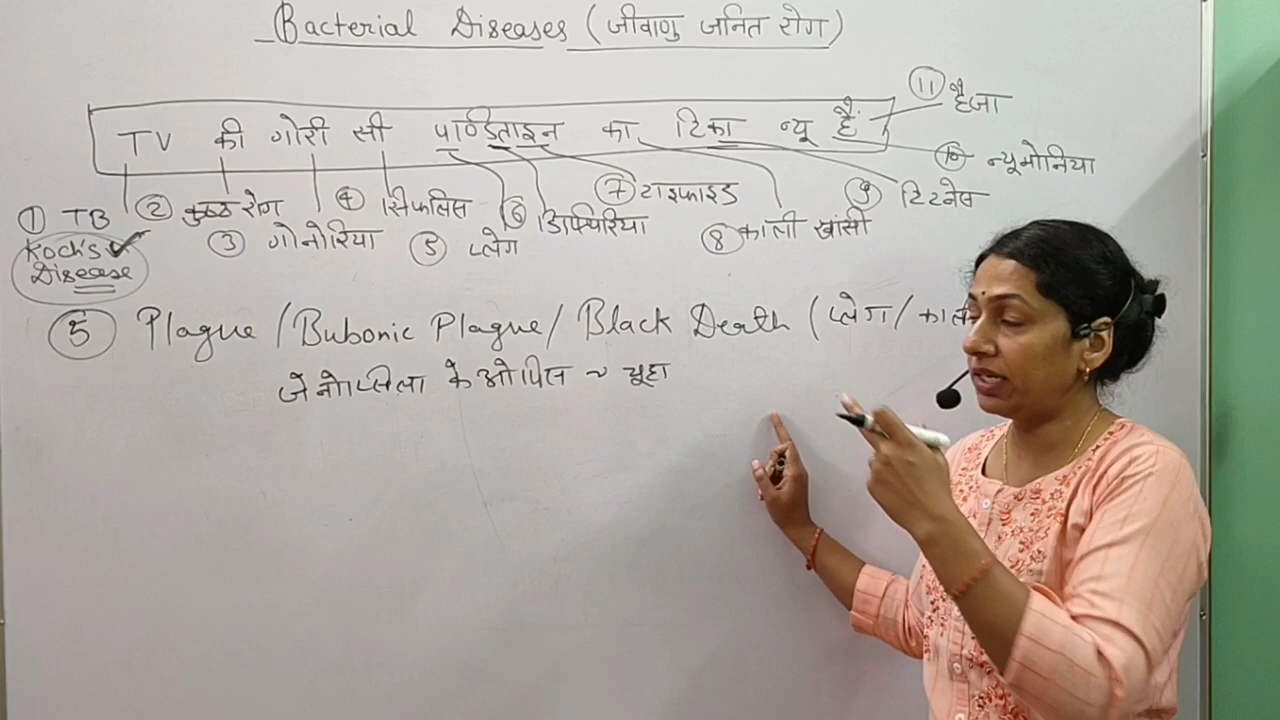 Bacterial Diseases (जीवाणु जनित रोग)
TV की गोरी सी पाण्डिताइन का टिका न्यू हैं
⑪ हैजा
⑩ न्यूमोनिया
① TB ② कुष्ठ रोग ④ सिफलिस ⑥ डिफ्थिरिया ⑦ टाइफाइड ⑨ टिटनेस
Koch's Disease ③ गोनोरिया ⑤ प्लेग ⑧ काली खांसी
⑤ Plague / Bubonic Plague / Black Death (प्लेग /
जेनोप्सिला केओपिस ~ चूहा